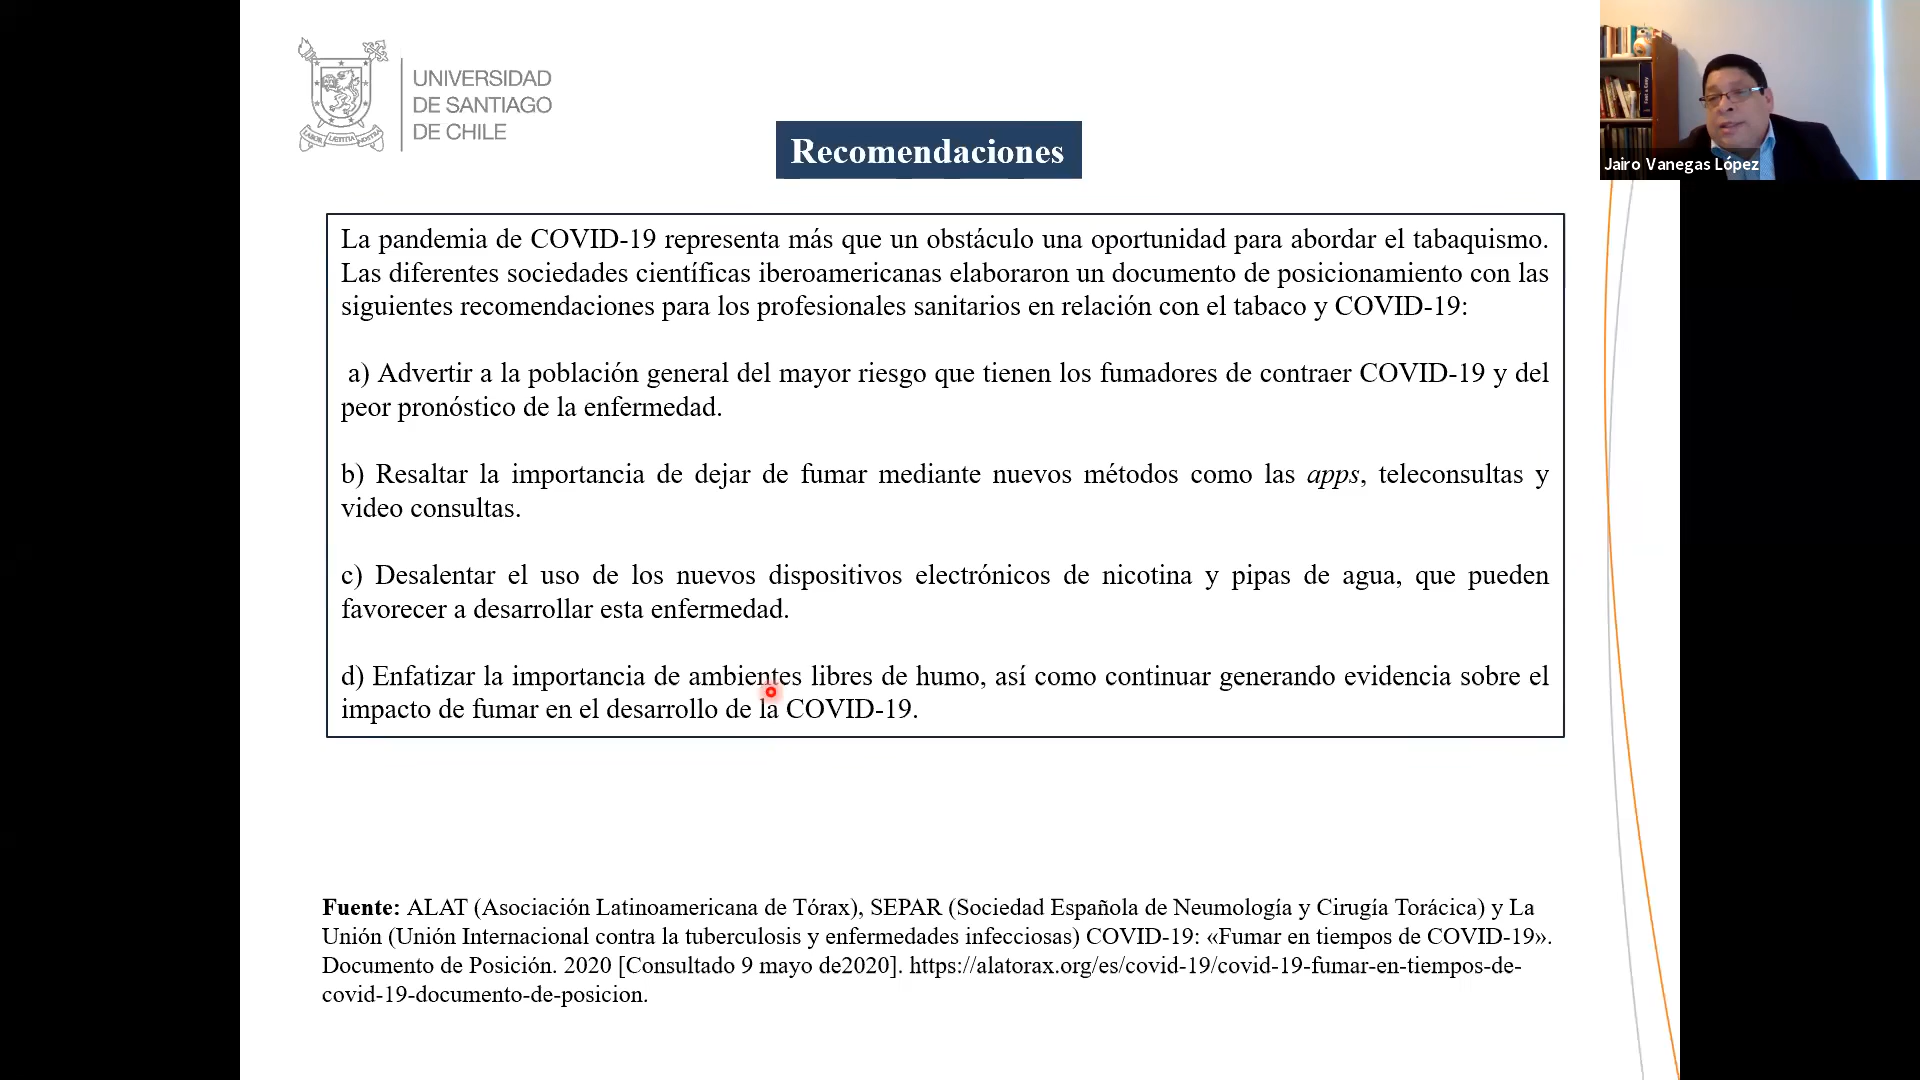 UNIVERSIDAD
DE SANTIAGO
DE CHILE
Recomendaciones
Jairo Vanegas López
La pandemia de COVID-19 representa más que un obstáculo una oportunidad para abordar el tabaquismo.
Las diferentes sociedades científicas iberoamericanas elaboraron un documento de posicionamiento con las
siguientes recomendaciones para los profesionales sanitarios en relación con el tabaco y COVID-19:
a) Advertir a la población general del mayor riesgo que tienen los fumadores de contraer COVID-19 y del
peor pronóstico de la enfermedad.
b) Resaltar la importancia de dejar de fumar mediante nuevos métodos como las apps, teleconsultas y
video consultas.
c) Desalentar el uso de los nuevos dispositivos electrónicos de nicotina y pipas de agua, que pueden
favorecer a desarrollar esta enfermedad.
d) Enfatizar la importancia de ambientes libres de humo, así como continuar generando evidencia sobre el
impacto de fumar en el desarrollo de la COVID-19.
Fuente: ALAT (Asociación Latinoamericana de Tórax), SEPAR (Sociedad Española de Neumología y Cirugía Torácica) y La
Unión (Unión Internacional contra la tuberculosis y enfermedades infecciosas) COVID-19: «Fumar en tiempos de COVID-19».
Documento de Posición. 2020 [Consultado 9 mayo de2020]. https://alatorax.org/es/covid-19/covid-19-fumar-en-tiempos-de-
covid-19-documento-de-posicion.